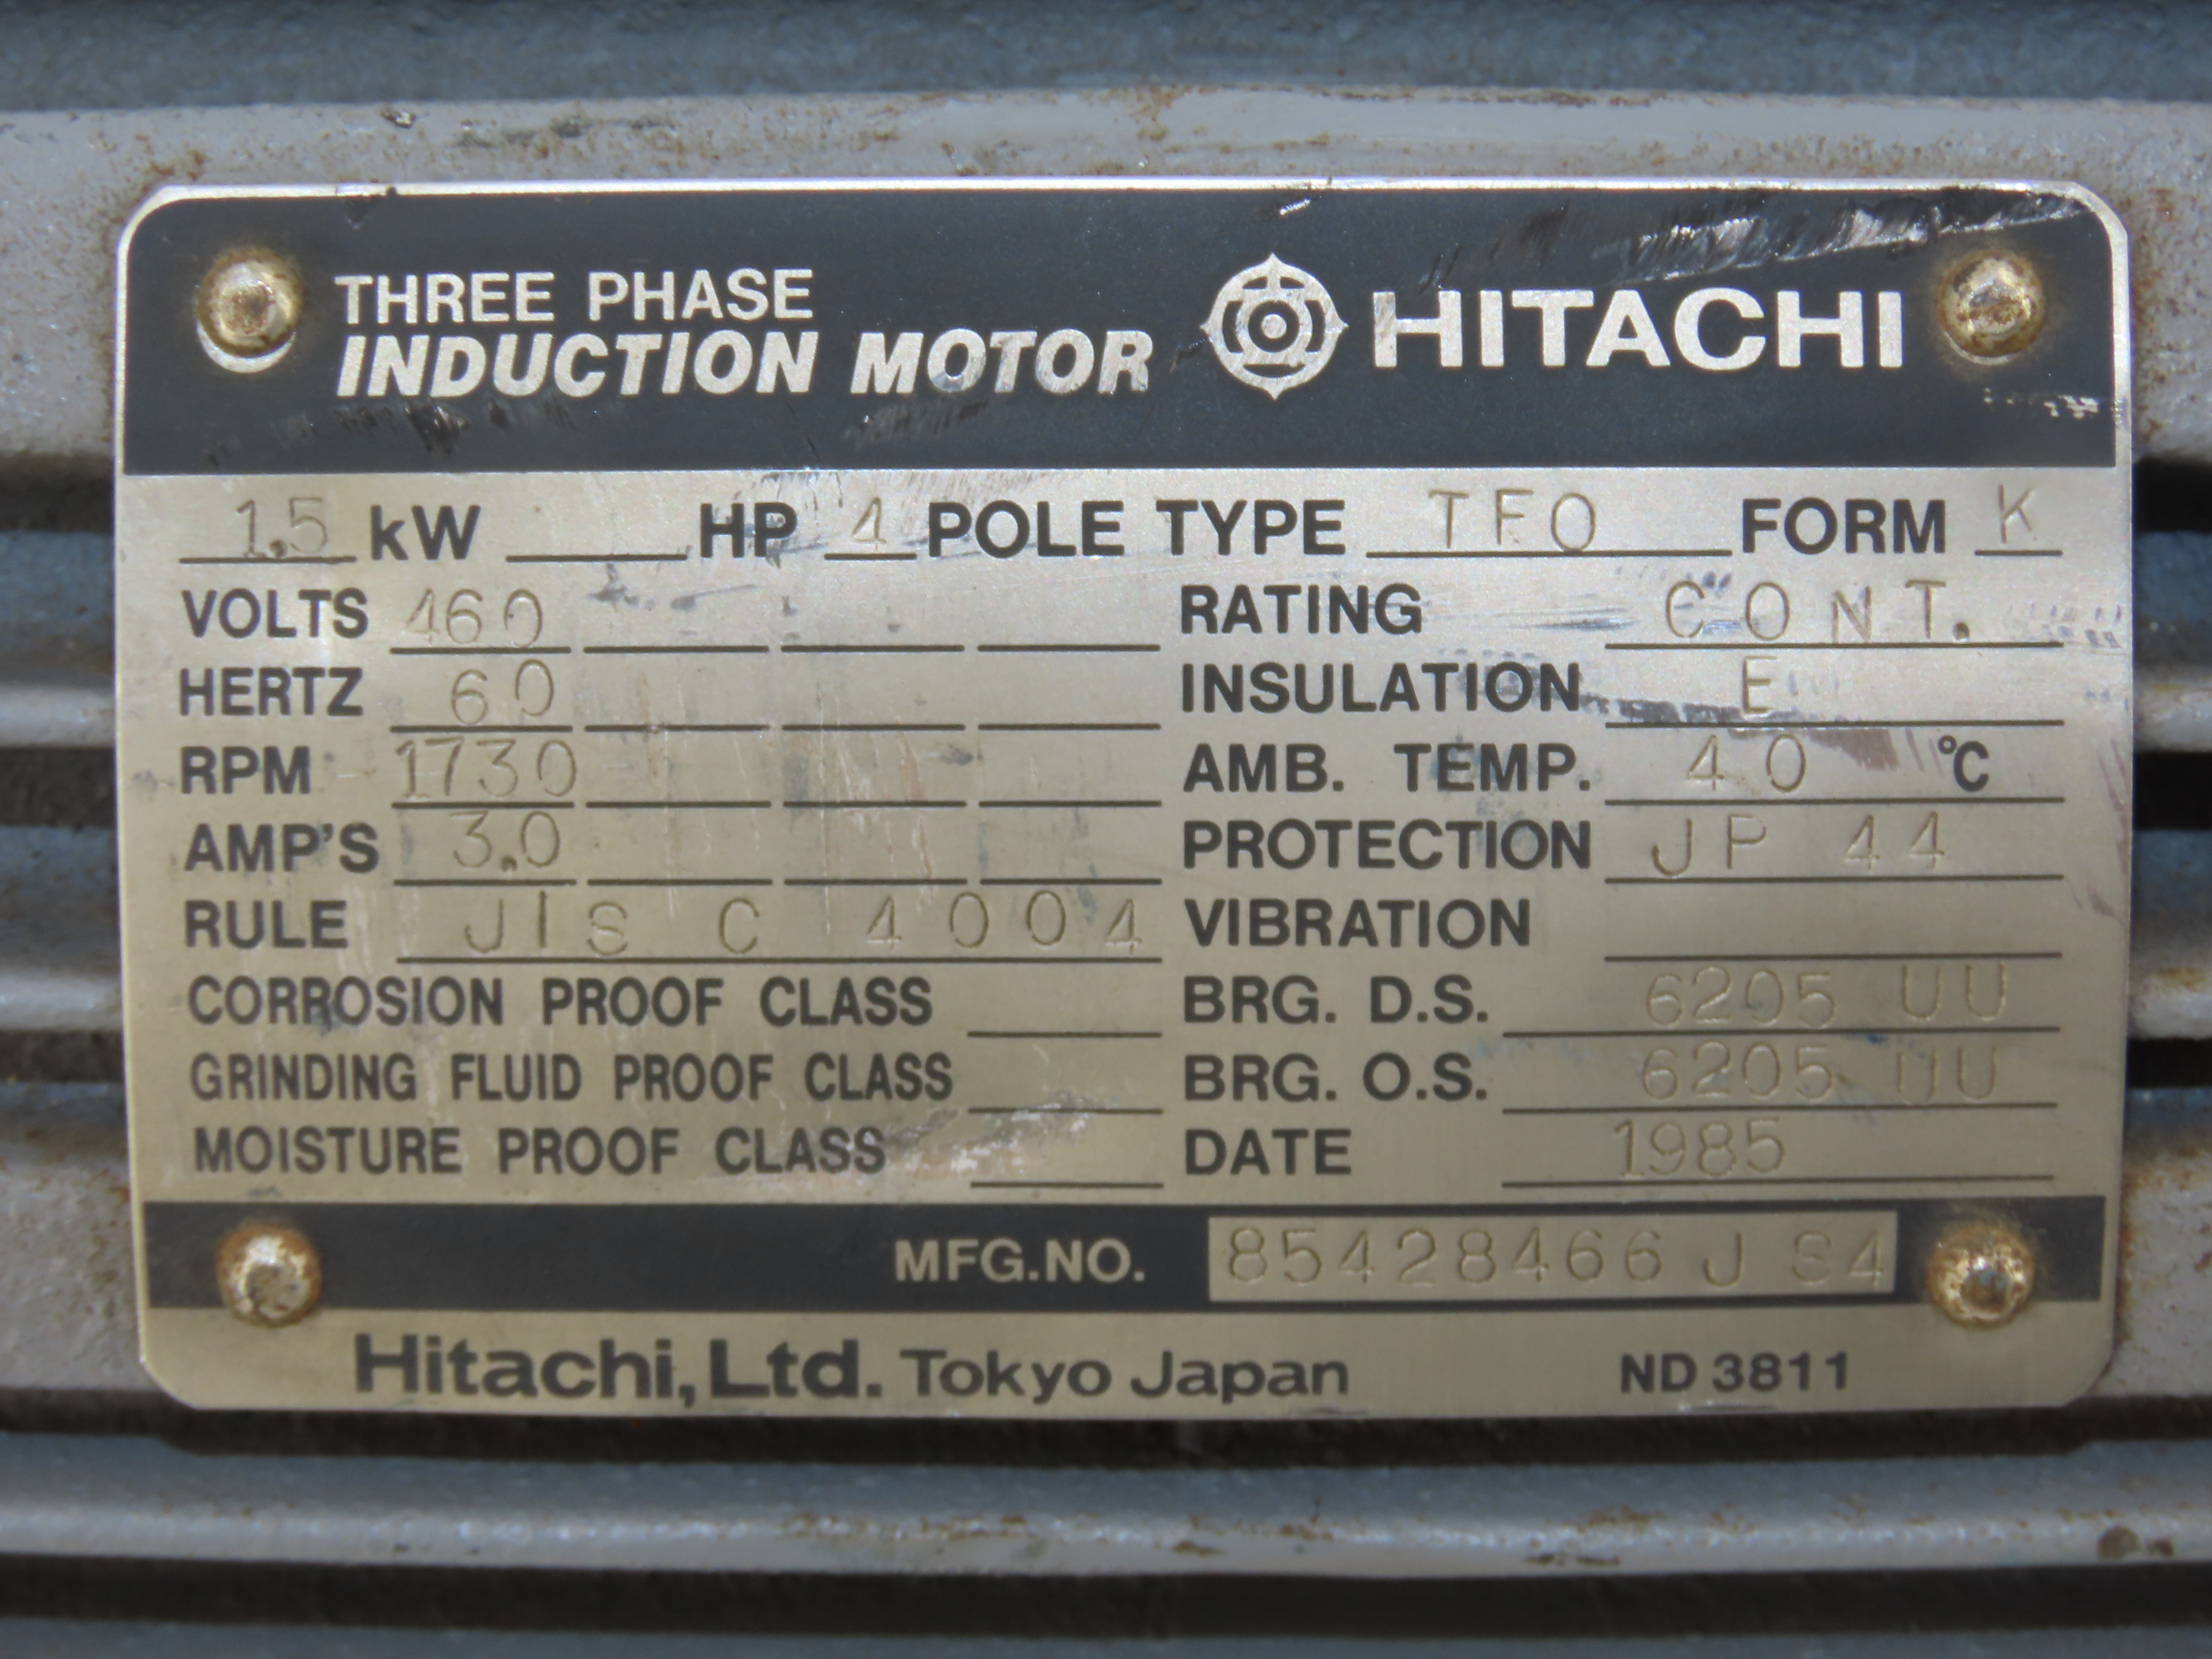 THREE PHASE
INDUCTION MOTOR HITACHI
1.5 kW HP 4 POLE TYPE TFO FORM K
VOLTS 460
HERTZ 60
RPM 1730
AMP'S 3.0
RULE JIS C 4004
CORROSION PROOF CLASS
GRINDING FLUID PROOF CLASS
MOISTURE PROOF CLASS
RATING CONT.
INSULATION E
AMB. TEMP. 40 °C
PROTECTION JP 44
VIBRATION
BRG. D.S. 6205 UU
BRG. O.S. 6205 UU
DATE 1985
MFG.NO. 85428466 J S4
Hitachi, Ltd. Tokyo Japan ND 3811